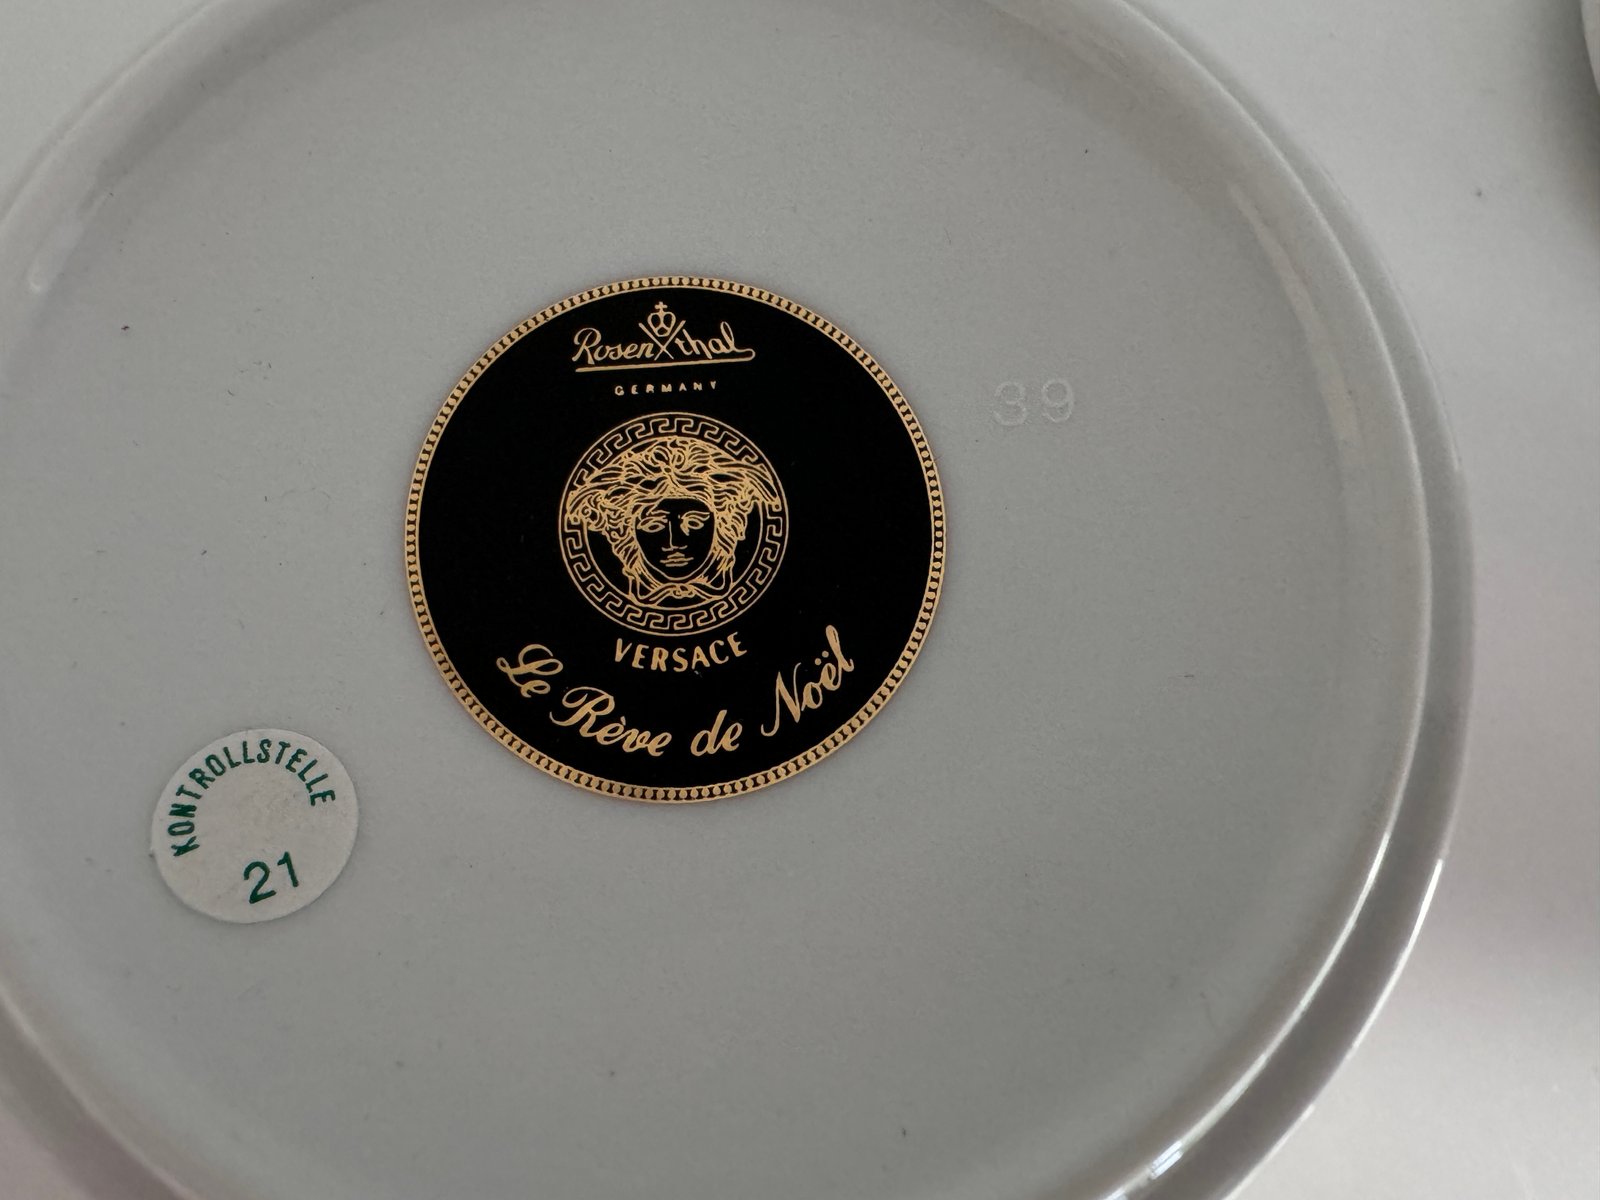 Rosenthal
GERMANY
39
VERSACE
Le Rêve de Noël
KONTROLLSTELLE
21